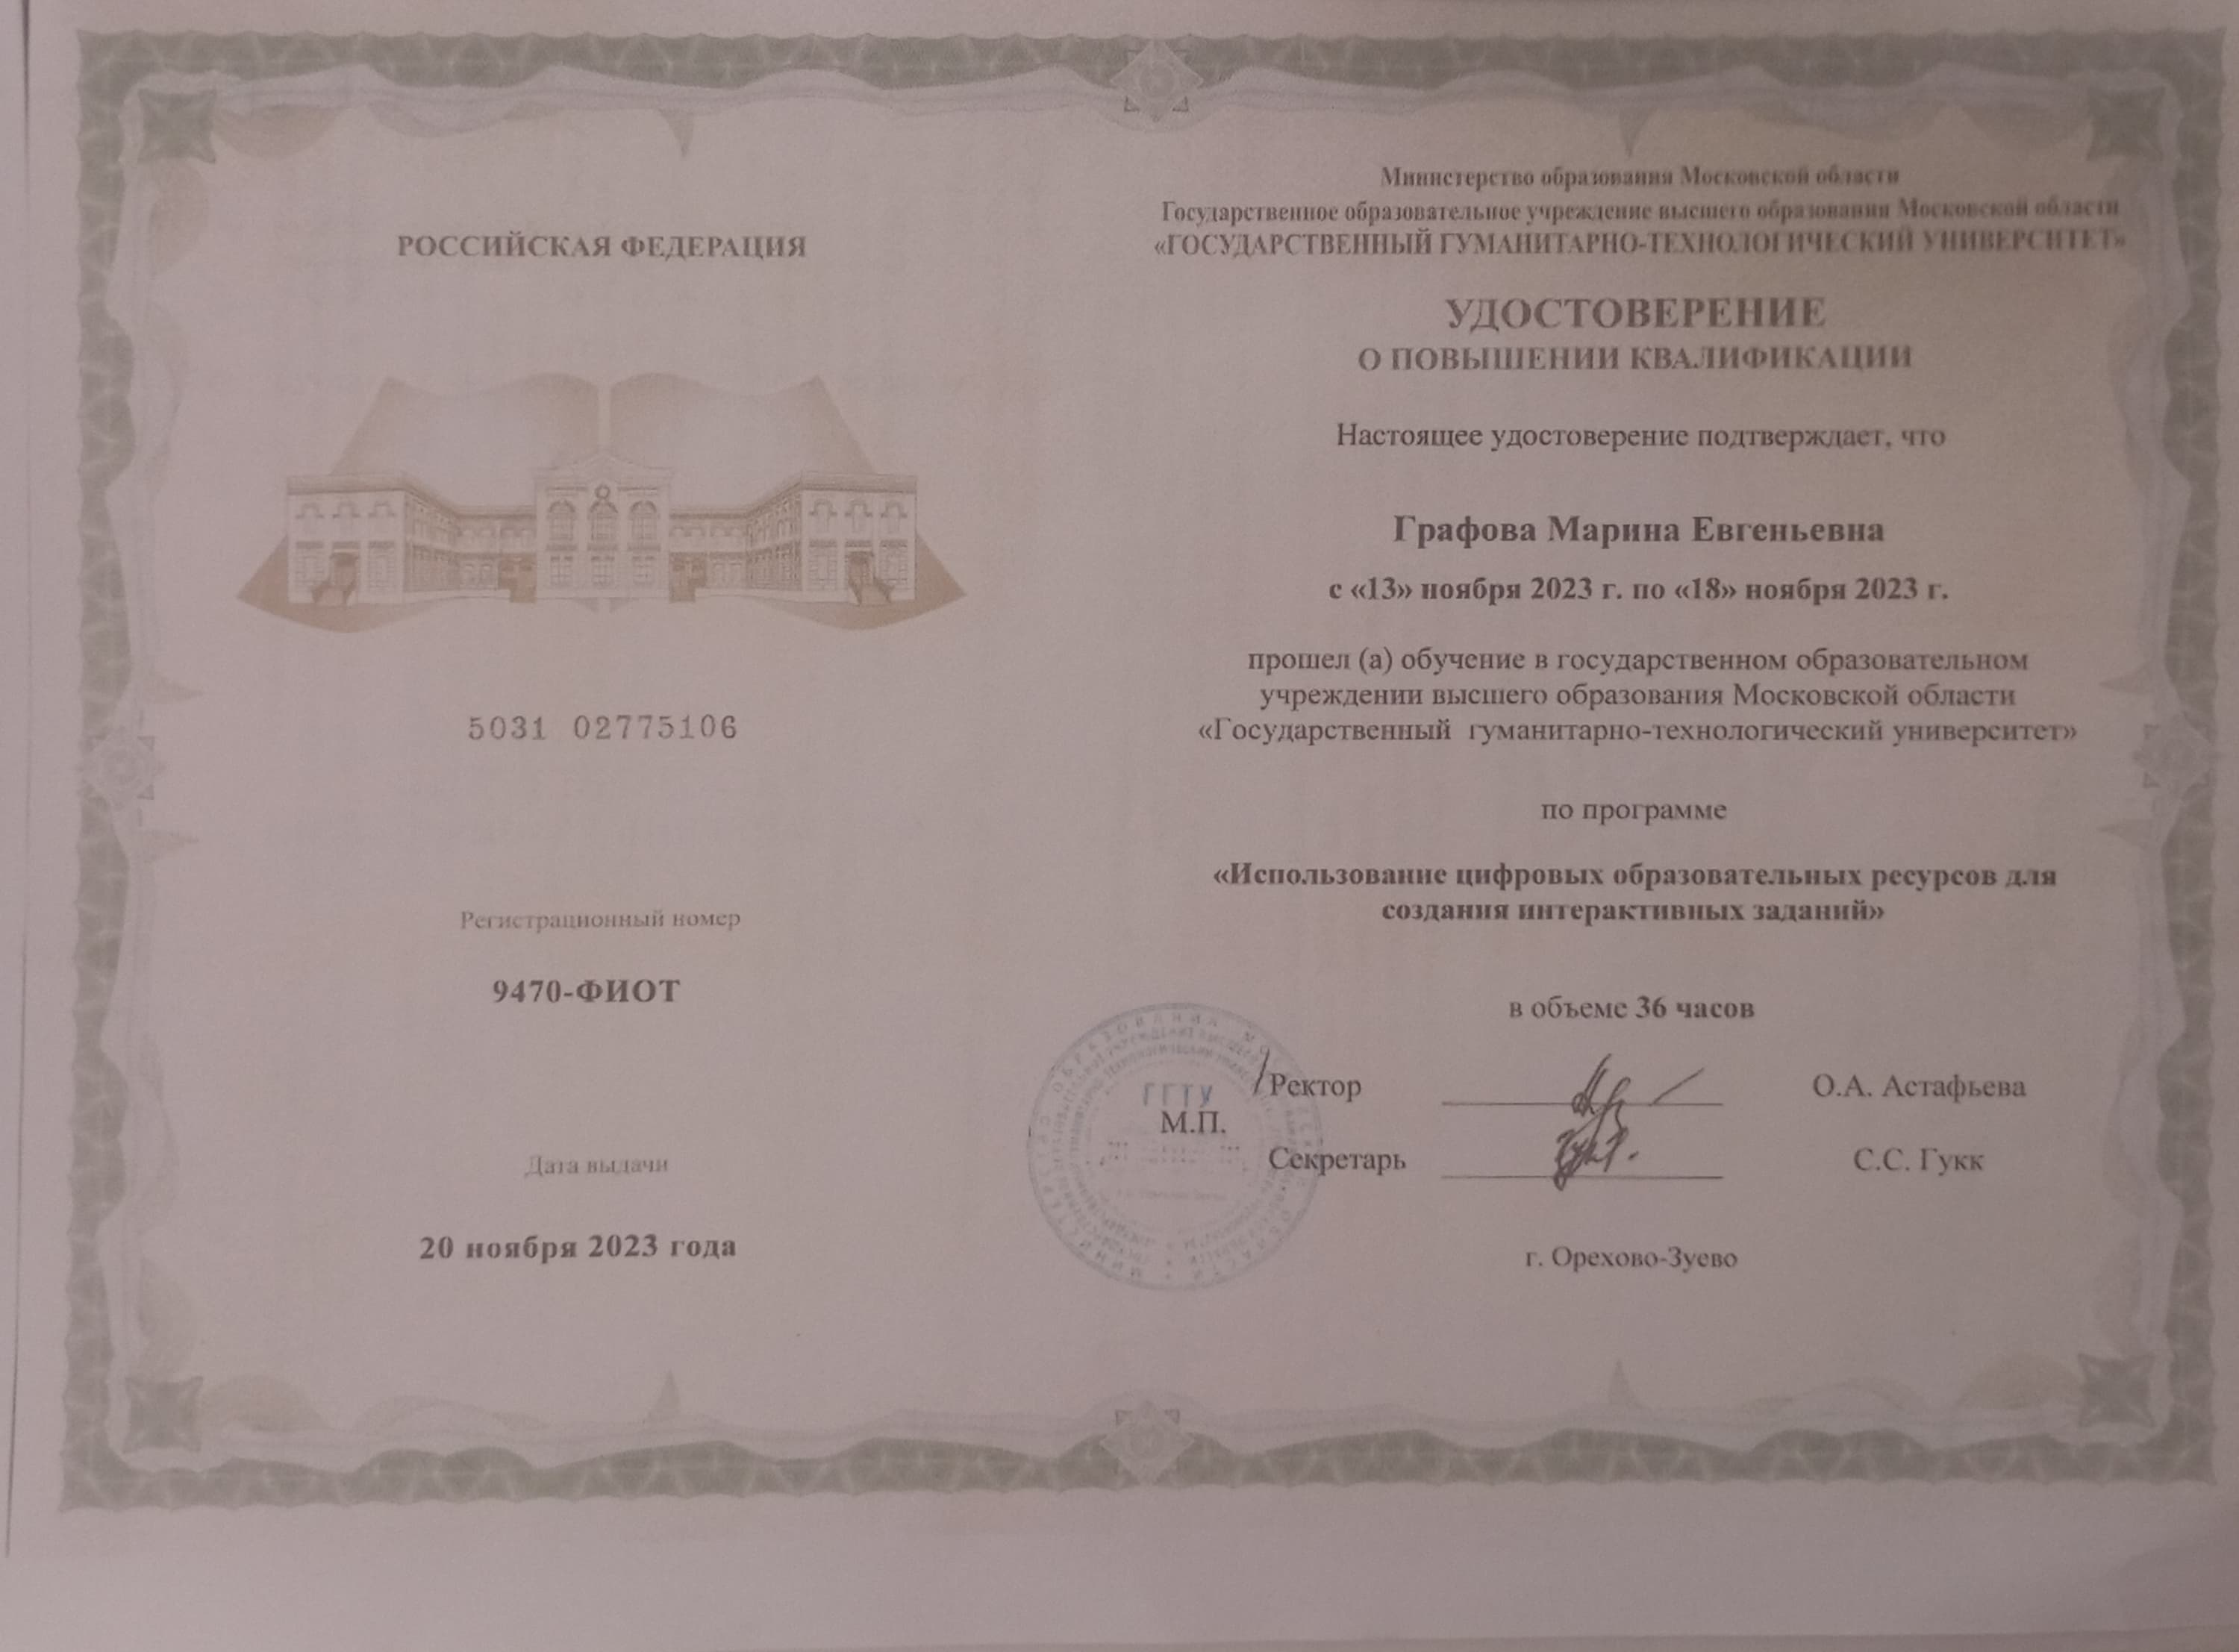 РОССИЙСКАЯ ФЕДЕРАЦИЯ
5031 02775106
Регистрационный номер
9470-ФИОТ
Дата выдачи
20 ноября 2023 года
Министерство образования Московской области
Государственное образовательное учреждение высшего образования Московской области
«ГОСУДАРСТВЕННЫЙ ГУМАНИТАРНО-ТЕХНОЛОГИЧЕСКИЙ УНИВЕРСИТЕТ»
УДОСТОВЕРЕНИЕ
О ПОВЫШЕНИИ КВАЛИФИКАЦИИ
Настоящее удостоверение подтверждает, что
Графова Марина Евгеньевна
с «13» ноября 2023 г. по «18» ноября 2023 г.
прошел (а) обучение в государственном образовательном
учреждении высшего образования Московской области
«Государственный гуманитарно-технологический университет»
по программе
«Использование цифровых образовательных ресурсов для
создания интерактивных заданий»
в объеме 36 часов
ГГТУ
М.П.
Ректор О.А. Астафьева
Секретарь С.С. Гукк
г. Орехово-Зуево